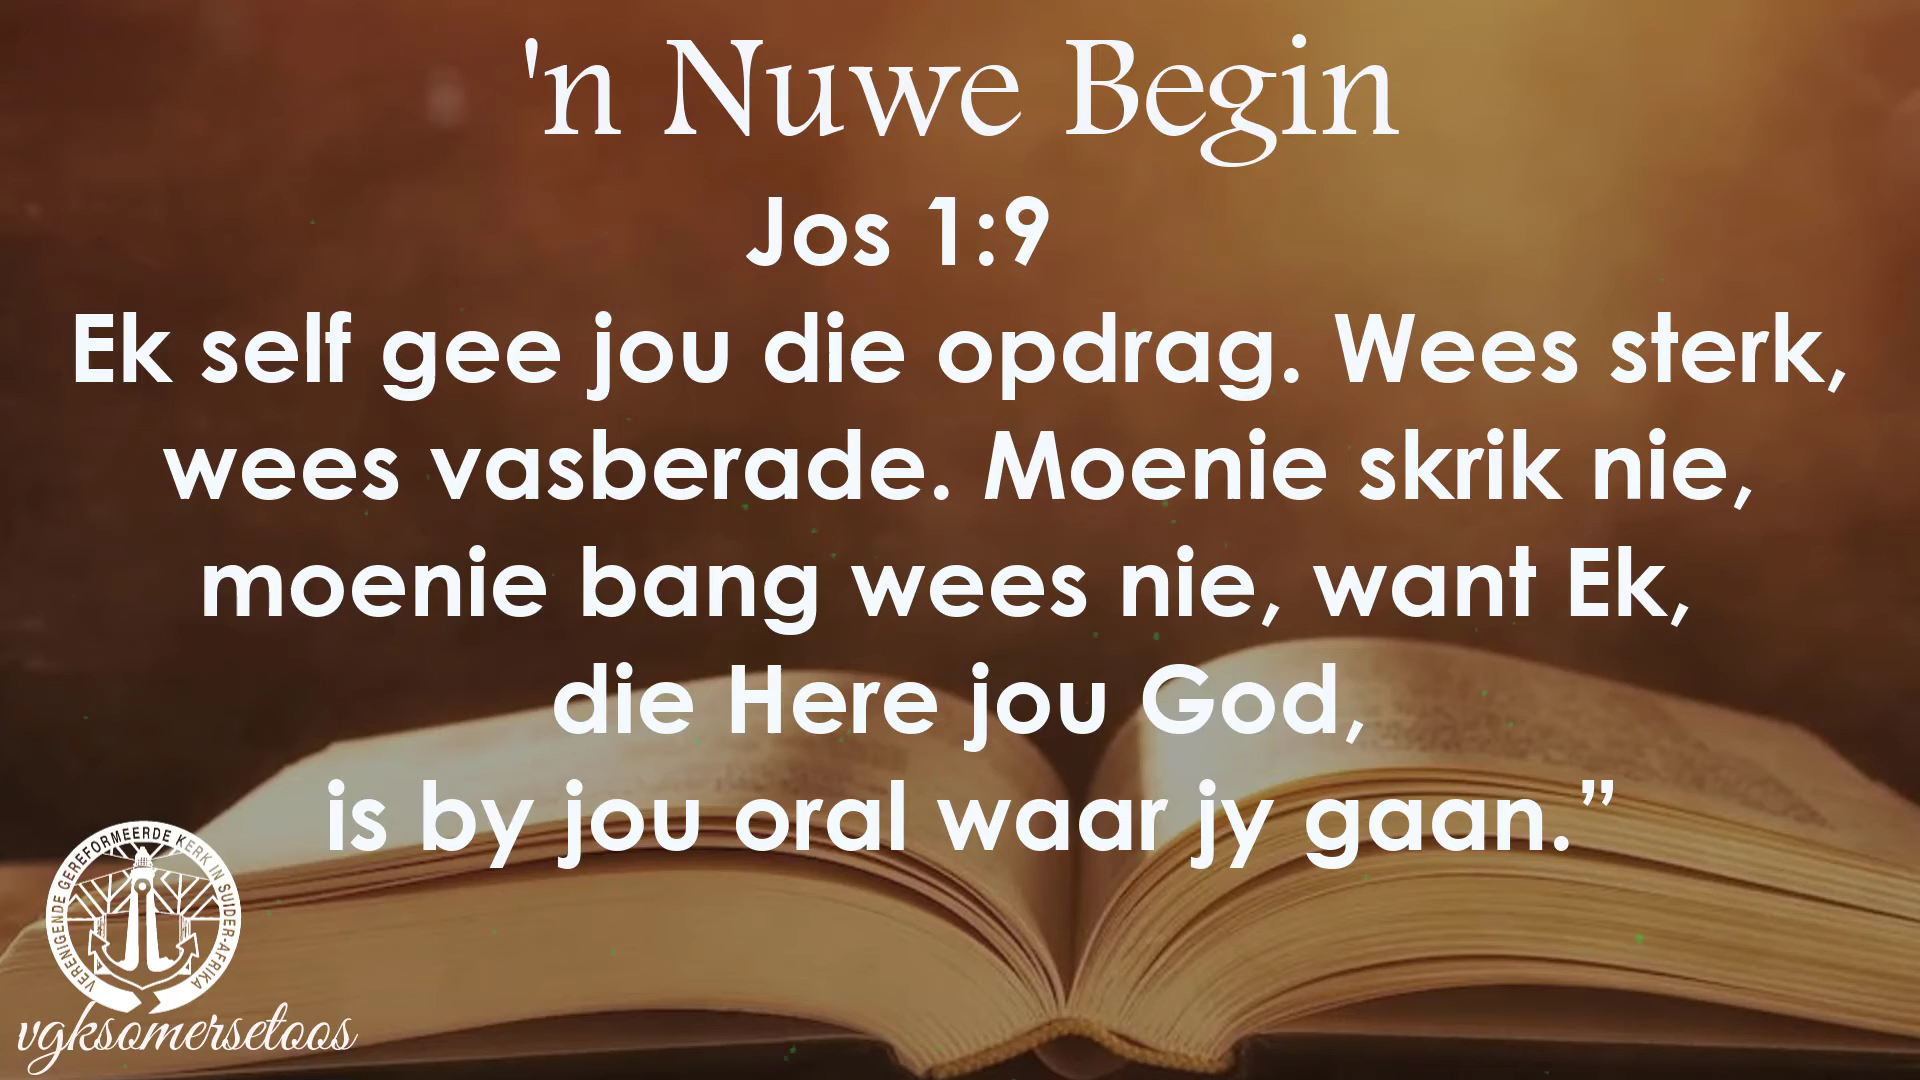 'n Nuwe Begin
Jos 1:9
Ek self gee jou die opdrag. Wees sterk,
wees vasberade. Moenie skrik nie,
moenie bang wees nie, want Ek,
die Here jou God,
is by jou oral waar jy gaan.”
VERENIGENDE GEREFORMEERDE KERK IN SUIDER-AFRIKA
vgksomersetoos